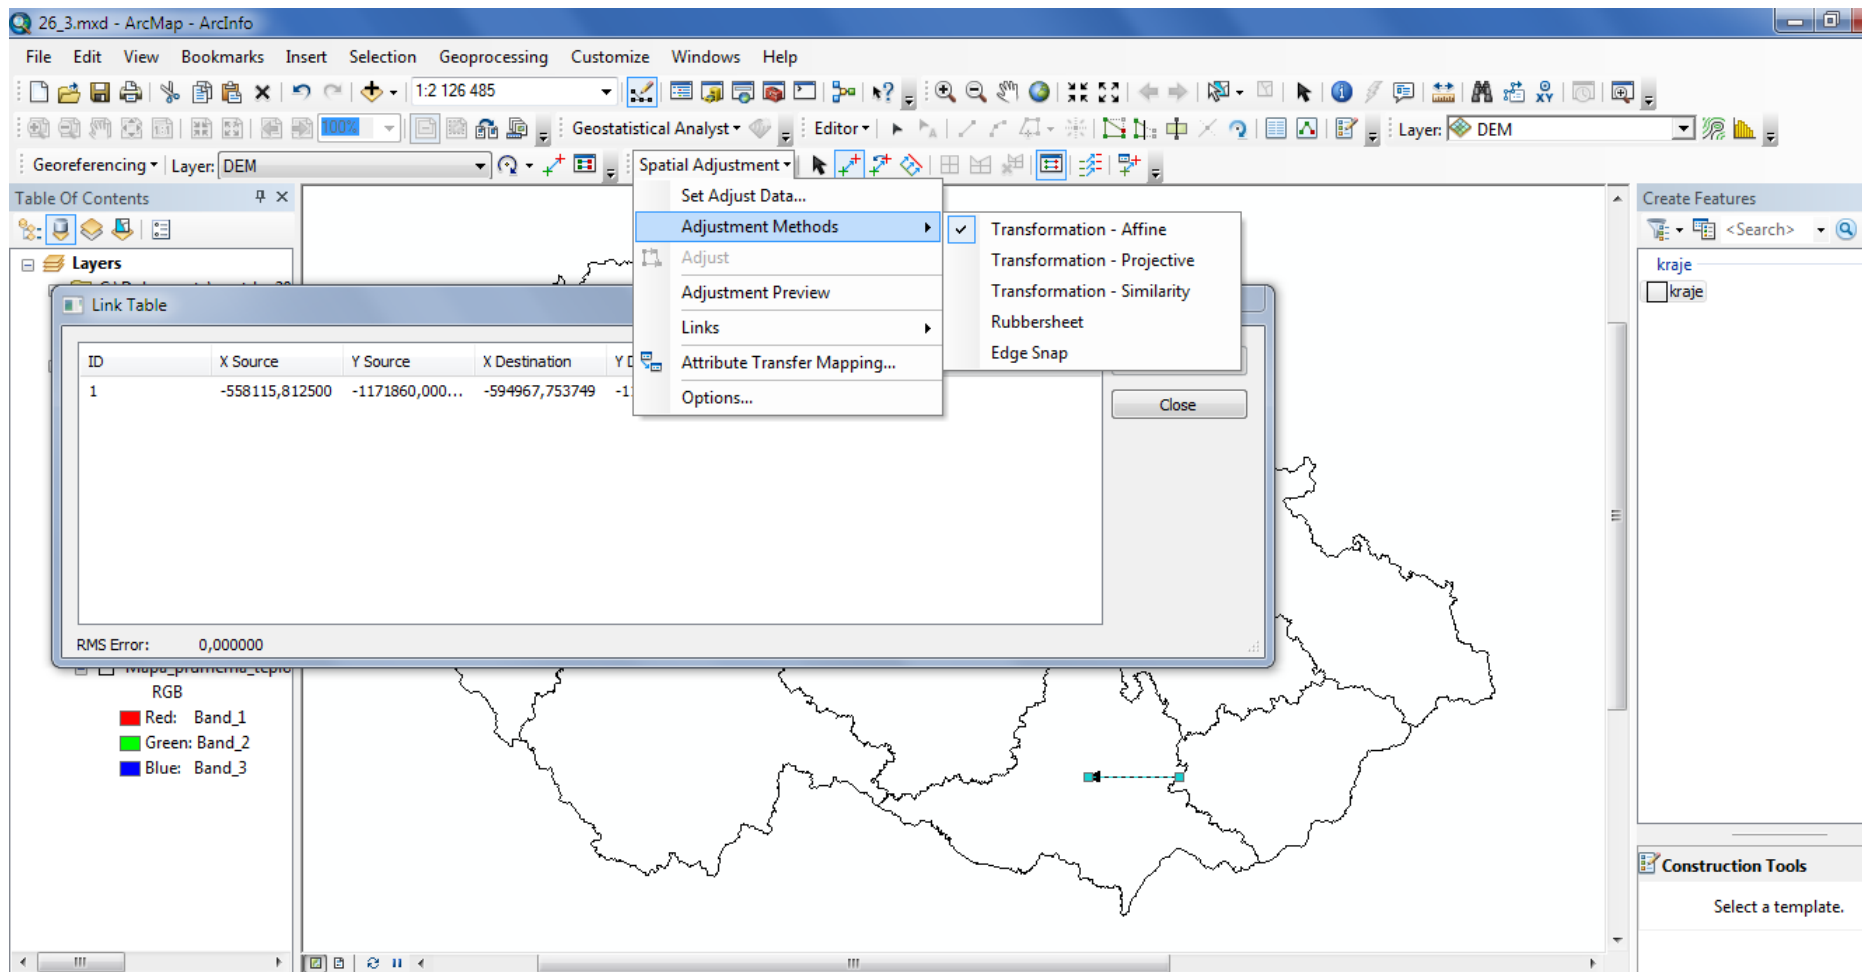 26_3.mxd - ArcMap - ArcInfo
File Edit View Bookmarks Insert Selection Geoprocessing Customize Windows Help
1:2 126 485
100% Geostatistical Analyst Editor Layer: DEM
Georeferencing Layer: DEM Spatial Adjustment
Table Of Contents
Set Adjust Data...
Create Features
Adjustment Methods
Transformation - Affine
<Search>
Layers
Adjust
Transformation - Projective
kraje
Link Table
Adjustment Preview
Transformation - Similarity
kraje
Links
Rubbersheet
ID X Source Y Source X Destination Y D
Attribute Transfer Mapping...
Edge Snap
1 -558115,812500 -1171860,000... -594967,753749 -1
Options...
Close
RMS Error: 0,000000
RGB
Red: Band_1
Green: Band_2
Blue: Band_3
Construction Tools
Select a template.